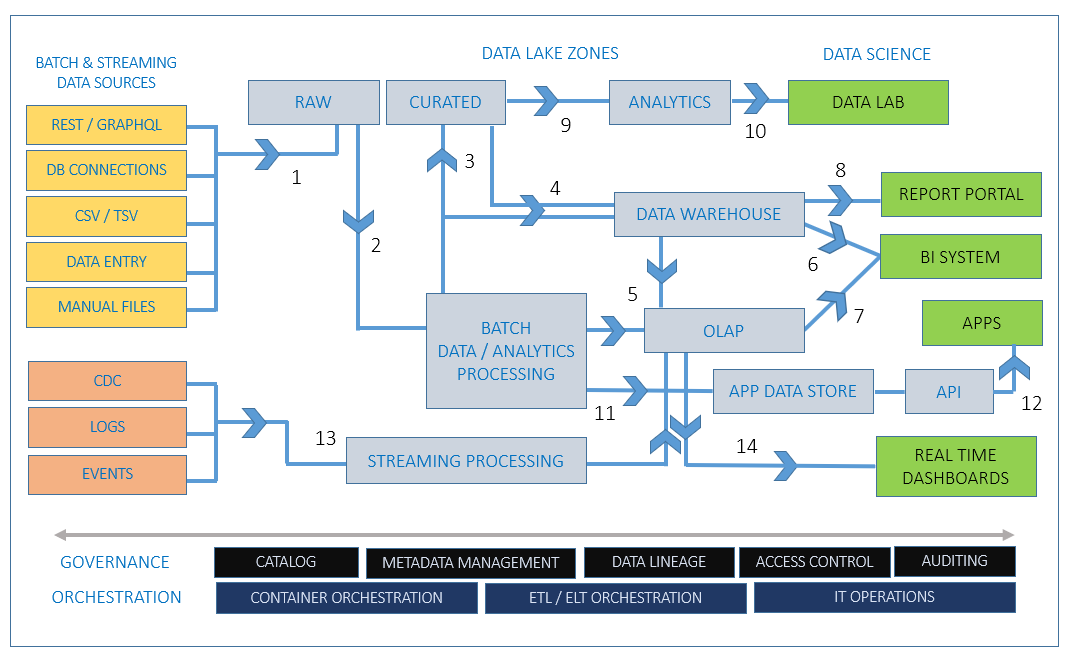 DATA LAKE ZONES
DATA SCIENCE
BATCH & STREAMING
DATA SOURCES
RAW
CURATED
ANALYTICS
DATA LAB
9
10
REST / GRAPHQL
DB CONNECTIONS
CSV / TSV
DATA ENTRY
MANUAL FILES
1
2
3
4
8
DATA WAREHOUSE
REPORT PORTAL
BI SYSTEM
6
5
7
BATCH
DATA / ANALYTICS
PROCESSING
OLAP
APPS
CDC
LOGS
EVENTS
11
APP DATA STORE
API
12
13
STREAMING PROCESSING
14
REAL TIME
DASHBOARDS
GOVERNANCE
CATALOG
METADATA MANAGEMENT
DATA LINEAGE
ACCESS CONTROL
AUDITING
ORCHESTRATION
CONTAINER ORCHESTRATION
ETL / ELT ORCHESTRATION
IT OPERATIONS